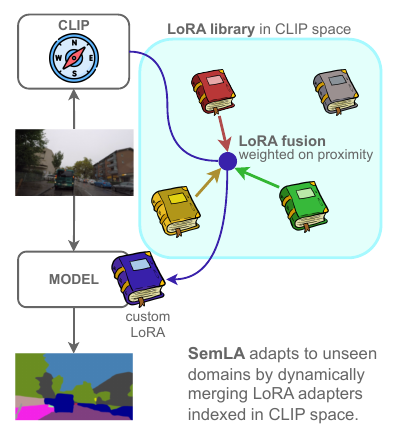 CLIP
N
W
E
S
LoRA library in CLIP space
LoRA fusion
weighted on proximity
MODEL
custom
LoRA
SemLA adapts to unseen
domains by dynamically
merging LoRA adapters
indexed in CLIP space.